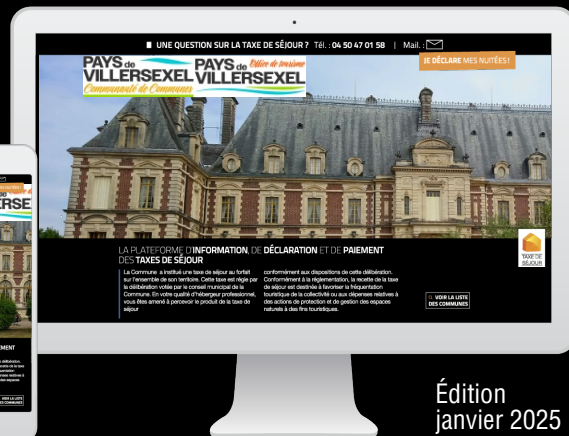 UNE QUESTION SUR LA TAXE DE SÉJOUR ? Tél. : 04 50 47 01 58 | Mail. :
JE DÉCLARE MES NUITÉES !
PAYS de
VILLERSEXEL
Communauté de Communes
PAYS de Office de tourisme
VILLERSEXEL
LA PLATEFORME D'INFORMATION, DE DÉCLARATION ET DE PAIEMENT
DES TAXES DE SÉJOUR
La Commune a institué une taxe de séjour au forfait
sur l'ensemble de son territoire. Cette taxe est régie par
la délibération votée par le conseil municipal de la
Commune. En votre qualité d'hébergeur professionnel,
vous êtes amené à percevoir le produit de la taxe de
séjour
conformément aux dispositions de cette délibération.
Conformément à la réglementation, la recette de la taxe
de séjour est destinée à favoriser la fréquentation
touristique de la collectivité ou aux dépenses relatives à
des actions de protection et de gestion des espaces
naturels à des fins touristiques.
TAXE DE
SÉJOUR
VOIR LA LISTE
DES COMMUNES
ERSE
EMENT
VOIR LA LISTE
DES COMMUNES
Édition
janvier 2025